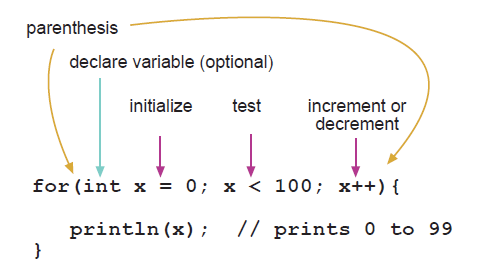 parenthesis
declare variable (optional)
initialize test increment or
decrement
for(int x = 0; x < 100; x++){
println(x); // prints 0 to 99
}